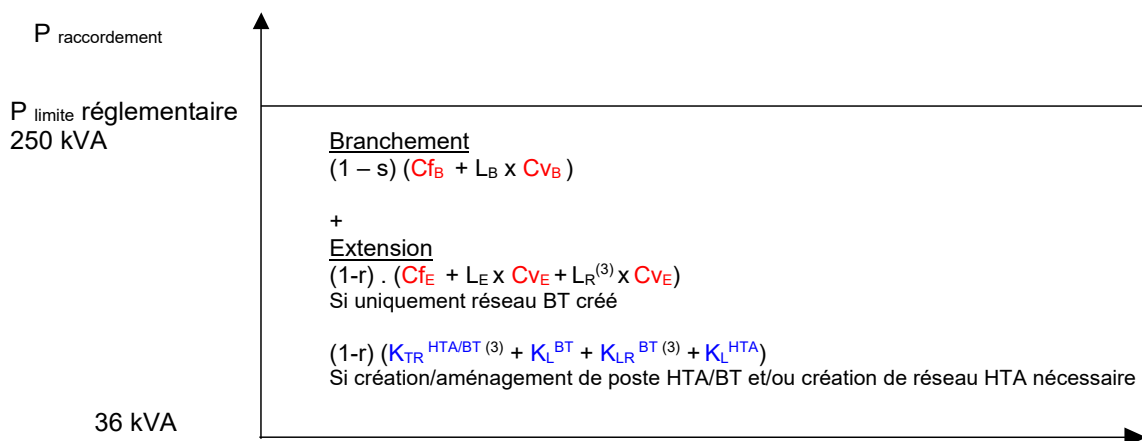 P raccordement
P limite réglementaire
250 kVA
Branchement
(1 – s) (CfB + LB x CvB )
+
Extension
(1-r) . (CfE + LE x CvE + LR(3) x CvE)
Si uniquement réseau BT créé
(1-r) (KTR HTA/BT (3) + KL BT + KLR BT (3) + KL HTA)
Si création/aménagement de poste HTA/BT et/ou création de réseau HTA nécessaire
36 kVA